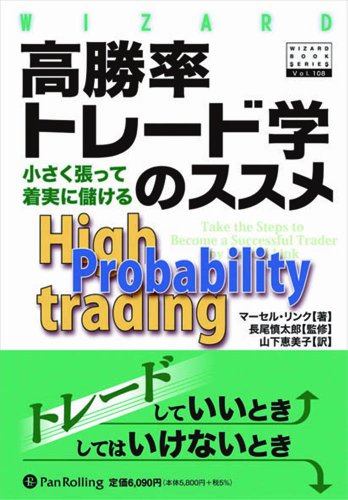 WIZARD
WIZARD
BOOK
SERIES
Vol.108
高勝率
トレード学
のススメ
小さく張って
着実に儲ける
Take the Steps to
Become a Successful Trader
High
Probability
trading
マーセル・リンク[著]
長尾慎太郎[監修]
山下恵美子[訳]
トレード
していいとき
してはいけないとき
PanRolling 定価6,090円(本体5,800円+税5%)